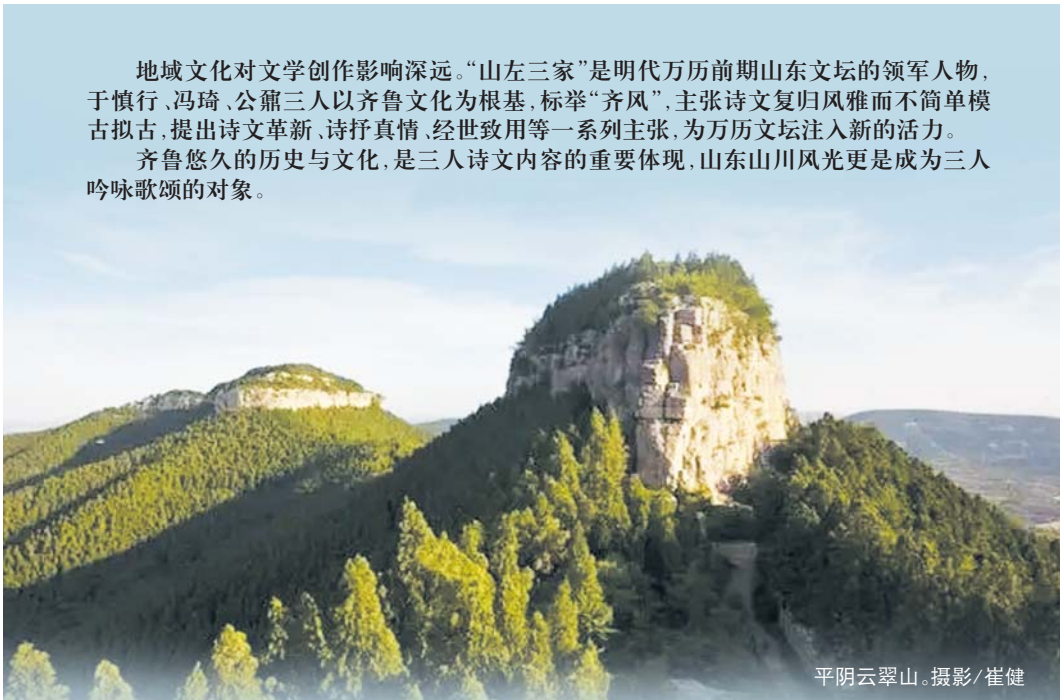 地域文化对文学创作影响深远。“山左三家”是明代万历前期山东文坛的领军人物，
于慎行、冯琦、公鼐三人以齐鲁文化为根基，标举“齐风”，主张诗文复归风雅而不简单模
古拟古，提出诗文革新、诗抒真情、经世致用等一系列主张，为万历文坛注入新的活力。
齐鲁悠久的历史与文化，是三人诗文内容的重要体现，山东山川风光更是成为三人
吟咏歌颂的对象。
平阴云翠山。摄影/崔健